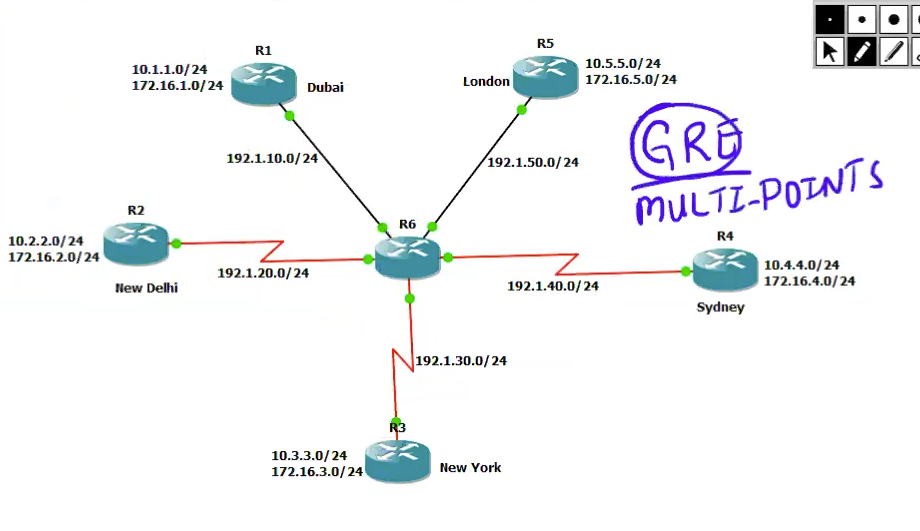 R1
10.1.1.0/24
172.16.1.0/24
Dubai
R5
10.5.5.0/24
172.16.5.0/24
London
GRE
MULTI-POINTS
192.1.10.0/24
192.1.50.0/24
R2
10.2.2.0/24
172.16.2.0/24
New Delhi
R6
192.1.20.0/24
R4
10.4.4.0/24
172.16.4.0/24
Sydney
192.1.40.0/24
192.1.30.0/24
R3
10.3.3.0/24
172.16.3.0/24
New York